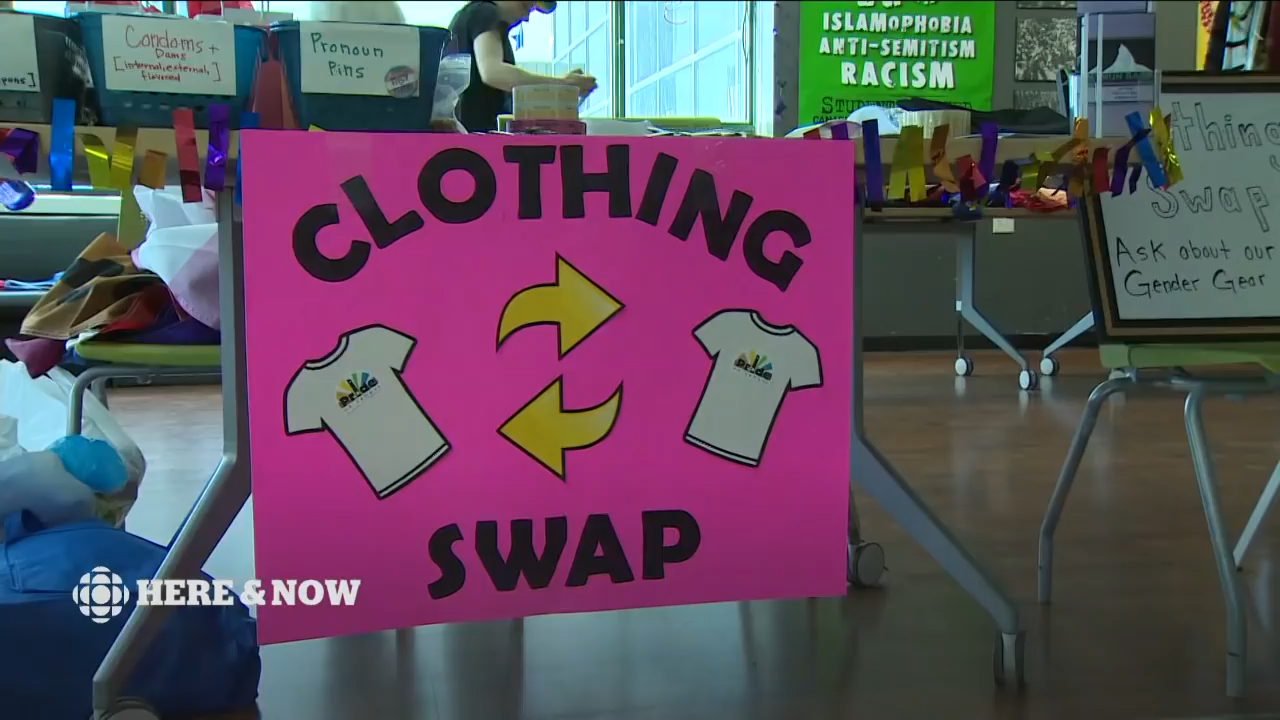 Condoms +
Dams
[internal, external,
flavored
Pronoun
Pins
ISLAMOPHOBIA
ANTI-SEMITISM
RACISM
thing
Swap
Ask about our
Gender Gear
CLOTHING
SWAP
HERE & NOW